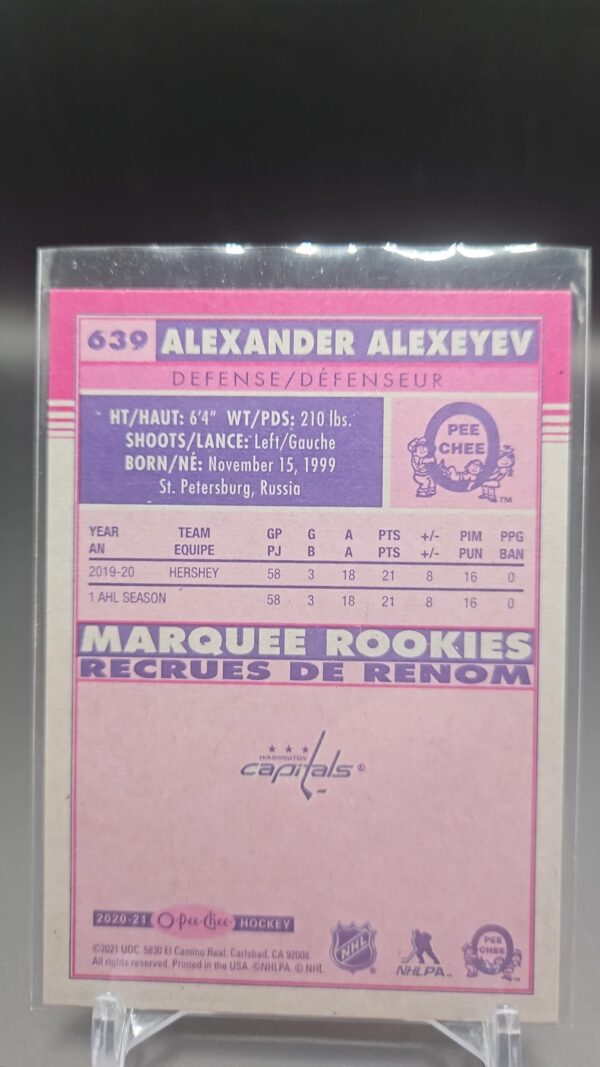 639 ALEXANDER ALEXEYEV
DEFENSE/DÉFENSEUR
HT/HAUT: 6'4" WT/PDS: 210 lbs.
SHOOTS/LANCE: Left/Gauche
BORN/NÉ: November 15, 1999
St. Petersburg, Russia
O
PEE
CHEE
TM
YEAR TEAM GP G A PTS +/- PIM PPG
AN EQUIPE PJ B A PTS +/- PUN BAN
2019-20 HERSHEY 58 3 18 21 8 16 0
1 AHL SEASON 58 3 18 21 8 16 0
MARQUEE ROOKIES
RECRUES DE RENOM
WASHINGTON
capitals®
2020-21 O-Pee-Chee HOCKEY
©2021 UDC. 5830 El Camino Real, Carlsbad, CA 92008.
All rights reserved. Printed in the USA. ©NHLPA. © NHL
NHL
NHLPA
O
PEE
CHEE
TM